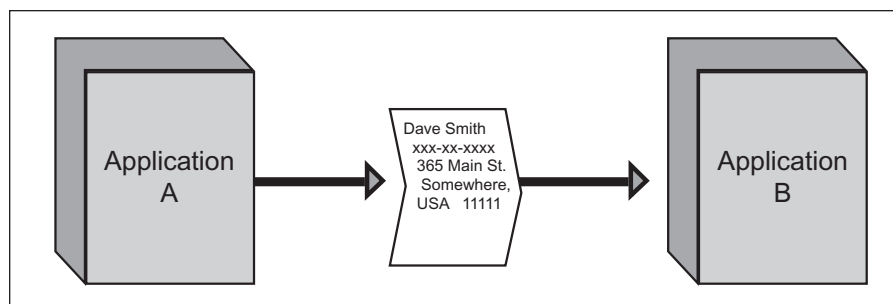 Application
A
Dave Smith
xxx-xx-xxxx
365 Main St.
Somewhere,
USA 11111
Application
B